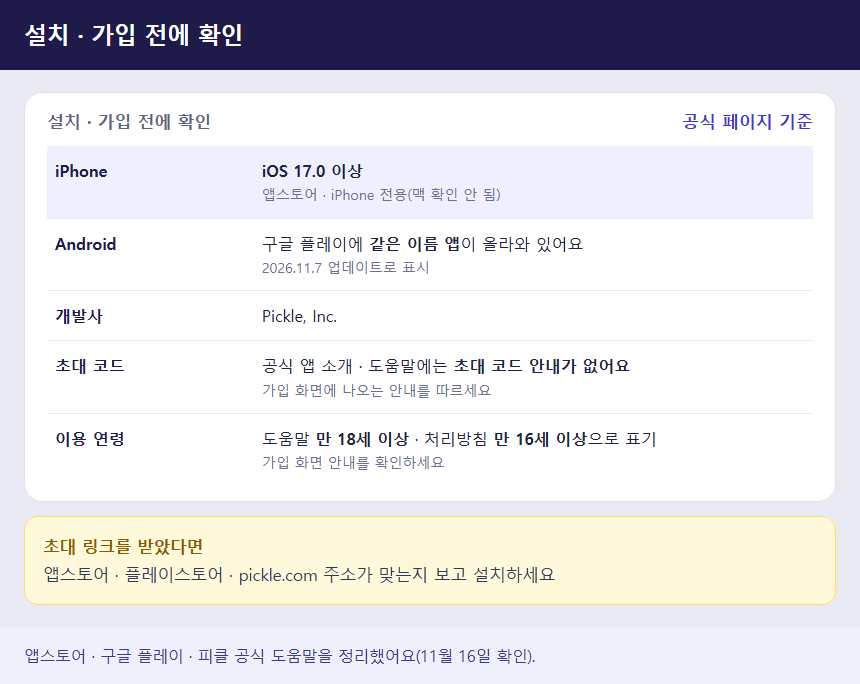 설치 · 가입 전에 확인
설치 · 가입 전에 확인
공식 페이지 기준
iPhone
iOS 17.0 이상
앱스토어 · iPhone 전용(맥 확인 안 됨)
Android
구글 플레이에 같은 이름 앱이 올라와 있어요
2026.11.7 업데이트로 표시
개발사
Pickle, Inc.
초대 코드
공식 앱 소개 · 도움말에는 초대 코드 안내가 없어요
가입 화면에 나오는 안내를 따르세요
이용 연령
도움말 만 18세 이상 · 처리방침 만 16세 이상으로 표기
가입 화면 안내를 확인하세요
초대 링크를 받았다면
앱스토어 · 플레이스토어 · pickle.com 주소가 맞는지 보고 설치하세요
앱스토어 · 구글 플레이 · 피클 공식 도움말을 정리했어요(11월 16일 확인).